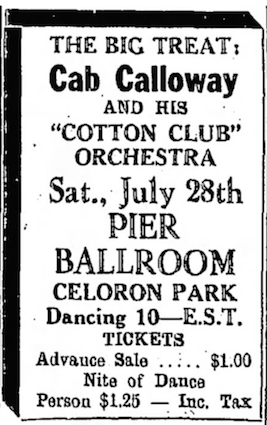 THE BIG TREAT:
Cab Calloway
AND HIS
"COTTON CLUB"
ORCHESTRA
Sat., July 28th
PIER
BALLROOM
CELORON PARK
Dancing 10—E.S.T.
TICKETS
Advance Sale ..... $1.00
Nite of Dance
Person $1.25 — Inc. Tax